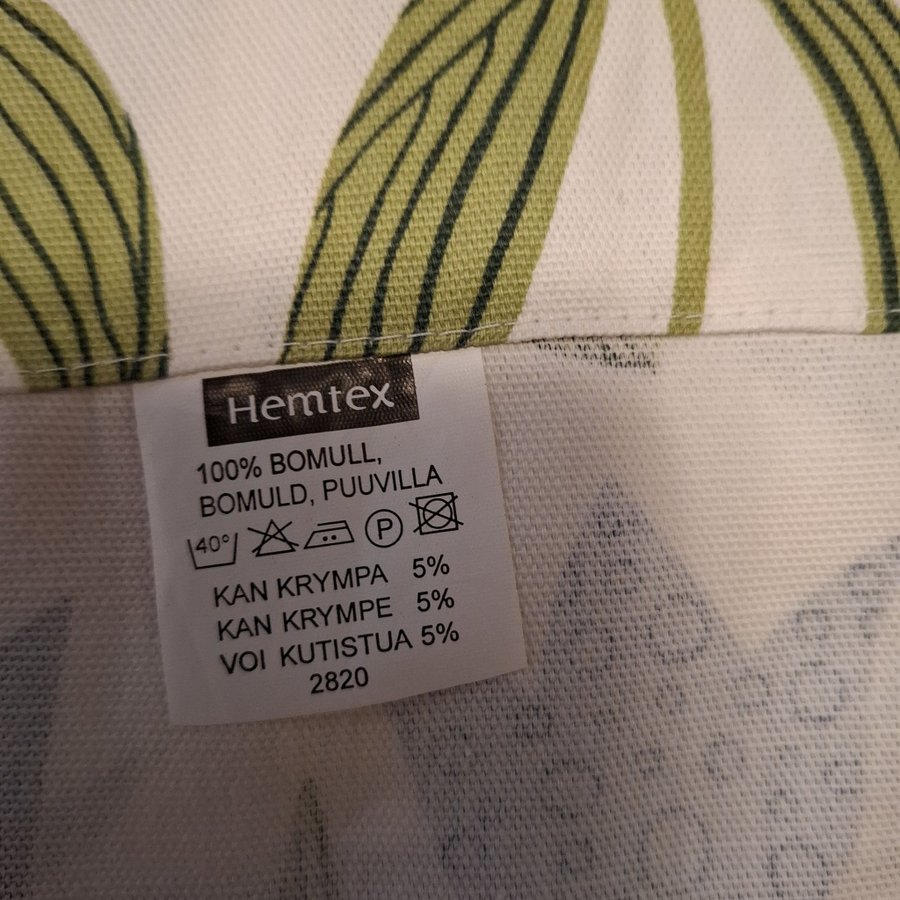 Hemtex
100% BOMULL,
BOMULD, PUUVILLA
40°
P
KAN KRYMPA 5%
KAN KRYMPE 5%
VOI KUTISTUA 5%
2820